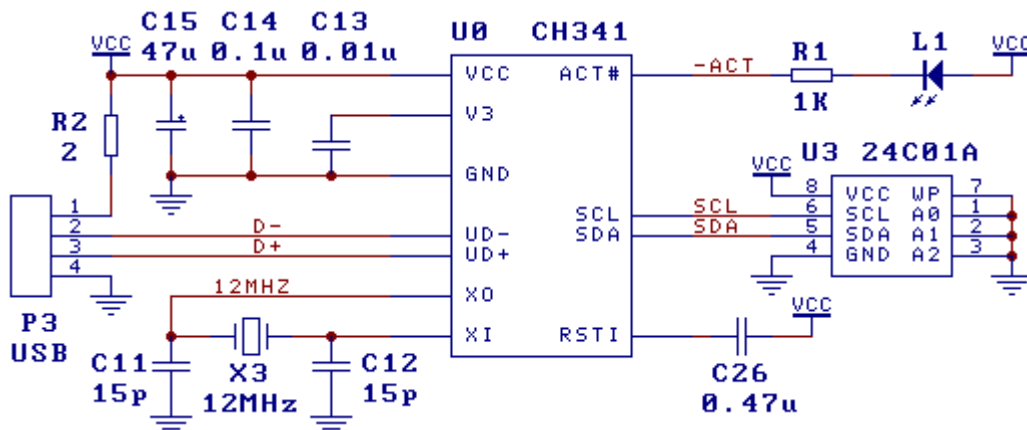 C15 C14 C13 U0 CH341 L1
VCC 47u 0.1u 0.01u VCC ACT# -ACT R1 VCC
1K
R2 V3
2 VCC U3 24C01A
GND 8 VCC WP 7
1 SCL SCL 6 SCL A0 1
2 D- UD- SDA SDA 5 SDA A1 2
3 D+ UD+ 4 GND A2 3
4
12MHZ XO VCC
P3
USB XI RSTI
C11 X3 C12 C26
15p 12MHz 15p 0.47u